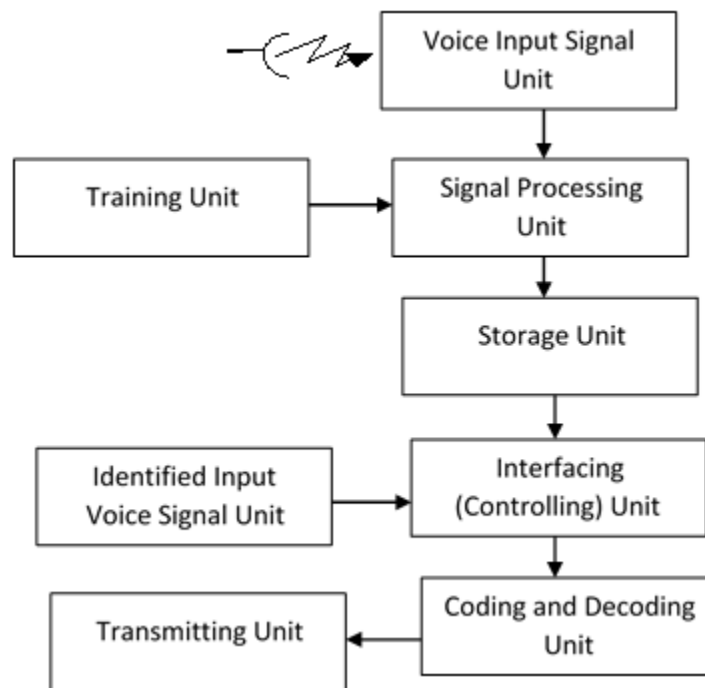 Voice Input Signal
Unit
Training Unit
Signal Processing
Unit
Storage Unit
Identified Input
Voice Signal Unit
Interfacing
(Controlling) Unit
Transmitting Unit
Coding and Decoding
Unit